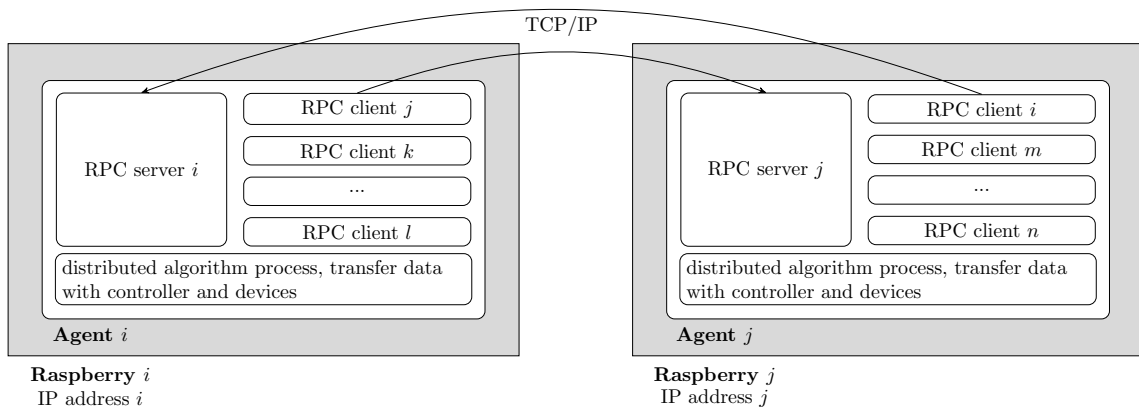 TCP/IP
RPC server i
RPC client j
RPC client k
...
RPC client l
distributed algorithm process, transfer data
with controller and devices
Agent i
Raspberry i
IP address i
RPC server j
RPC client i
RPC client m
...
RPC client n
distributed algorithm process, transfer data
with controller and devices
Agent j
Raspberry j
IP address j